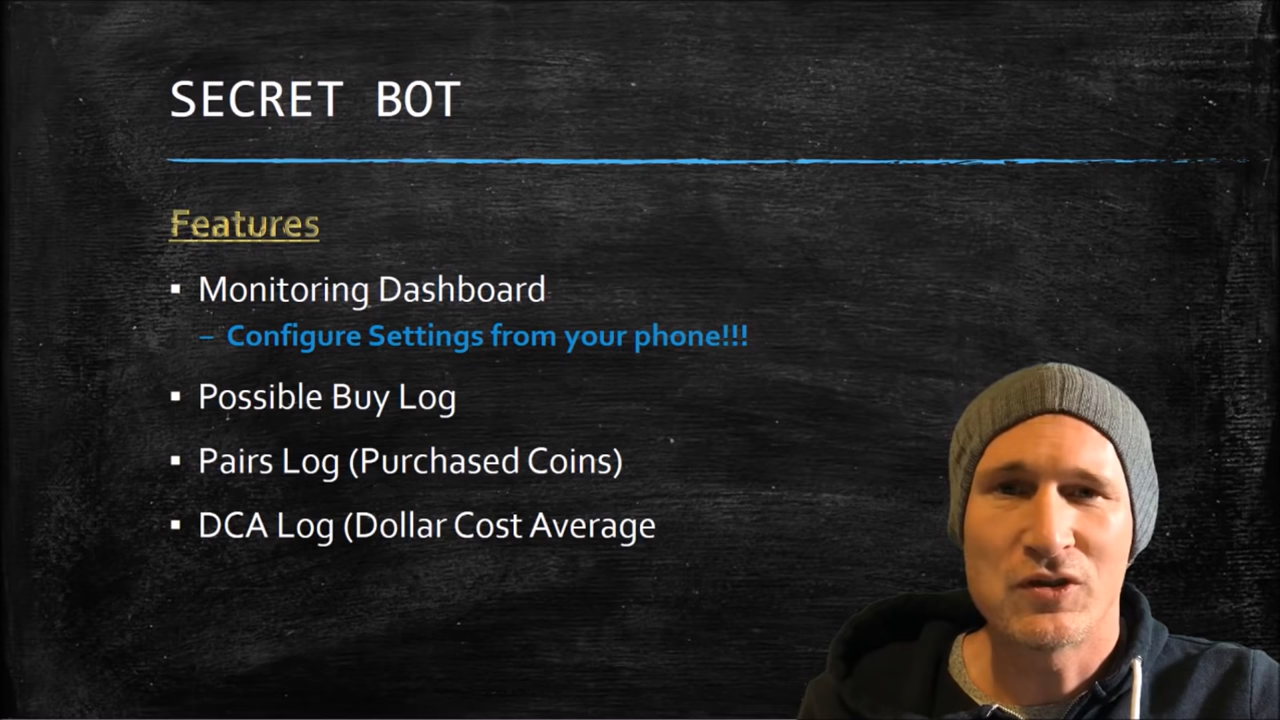 SECRET BOT
Features
▪ Monitoring Dashboard
– Configure Settings from your phone!!!
▪ Possible Buy Log
▪ Pairs Log (Purchased Coins)
▪ DCA Log (Dollar Cost Average